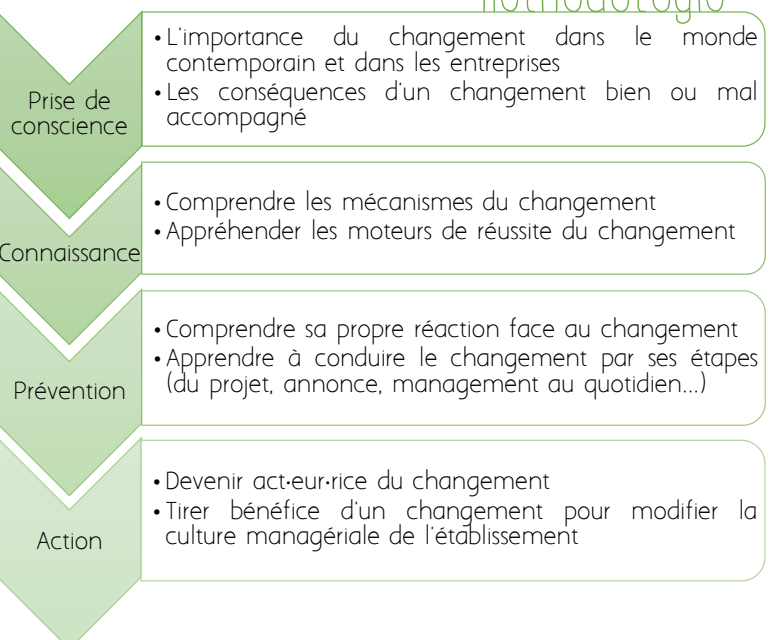 Méthodologie
• L'importance du changement dans le monde
contemporain et dans les entreprises
• Les conséquences d'un changement bien ou mal
accompagné
Prise de
conscience
• Comprendre les mécanismes du changement
• Appréhender les moteurs de réussite du changement
Connaissance
• Comprendre sa propre réaction face au changement
• Apprendre à conduire le changement par ses étapes
(du projet, annonce, management au quotidien...)
Prévention
• Devenir act·eur·rice du changement
• Tirer bénéfice d'un changement pour modifier la
culture managériale de l'établissement
Action